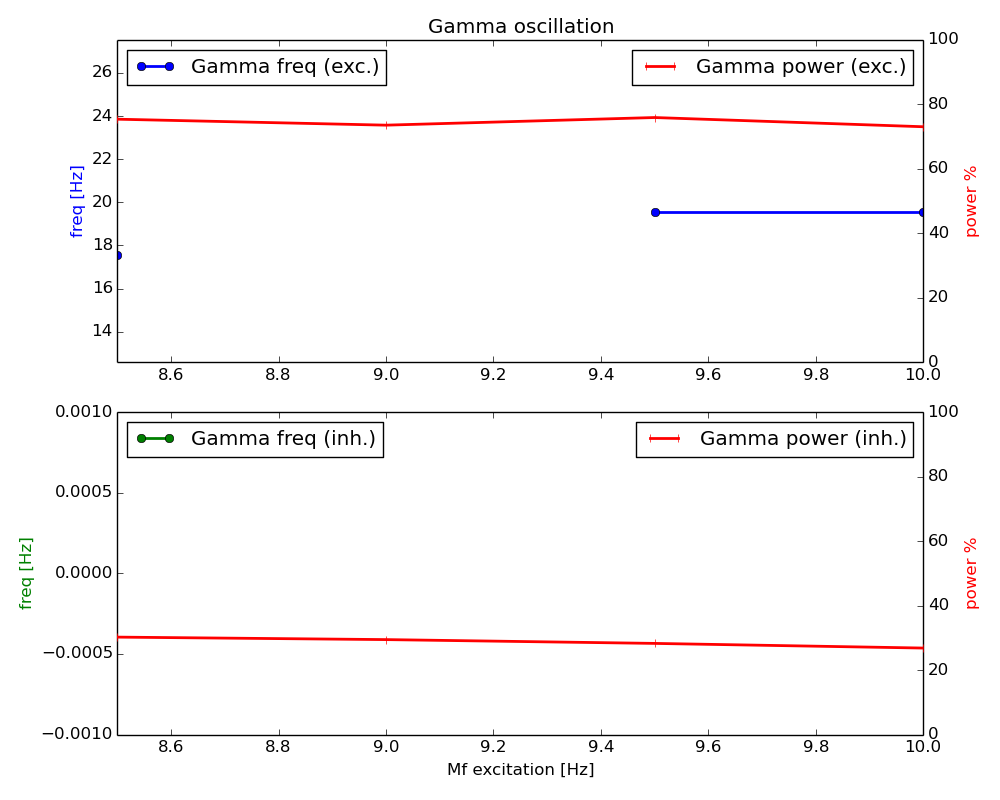 Gamma oscillation
Gamma freq (exc.)
Gamma power (exc.)
26
24
22
20
18
16
14
freq [Hz]
100
80
60
40
20
0
power %
8.6 8.8 9.0 9.2 9.4 9.6 9.8 10.0
Gamma freq (inh.)
Gamma power (inh.)
0.0010
0.0005
0.0000
−0.0005
−0.0010
freq [Hz]
100
80
60
40
20
0
power %
8.6 8.8 9.0 9.2 9.4 9.6 9.8 10.0
Mf excitation [Hz]